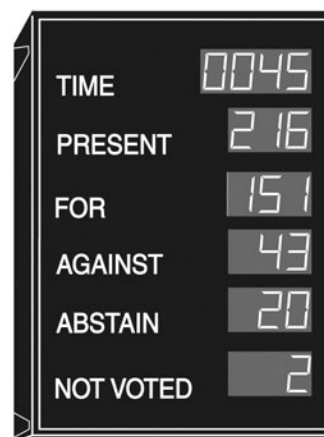 TIME 0045
PRESENT 216
FOR 151
AGAINST 43
ABSTAIN 20
NOT VOTED 2